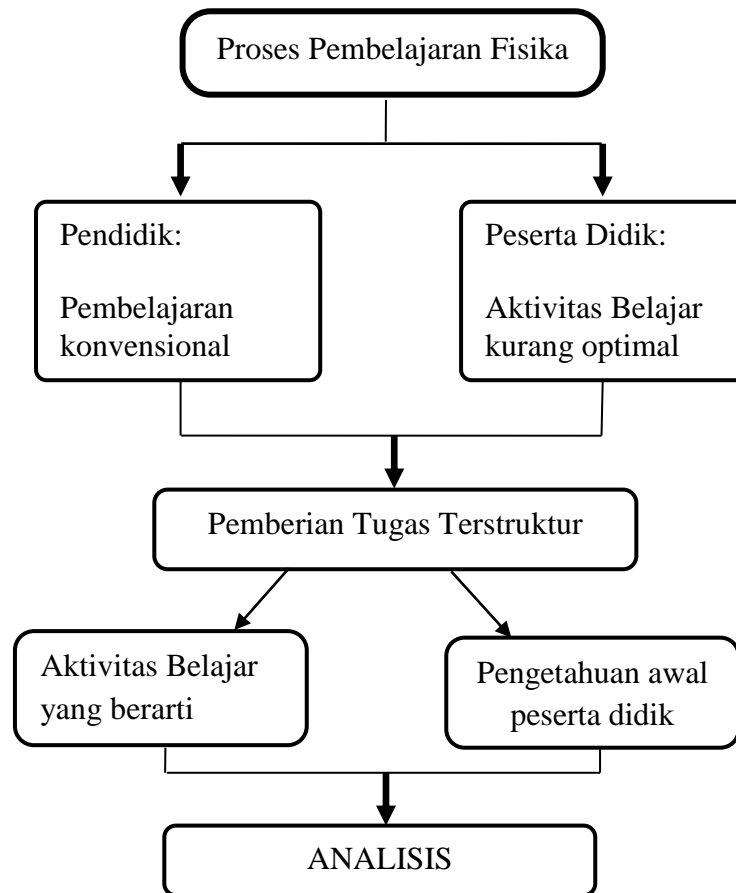 Proses Pembelajaran Fisika
Pendidik:
Pembelajaran
konvensional
Peserta Didik:
Aktivitas Belajar
kurang optimal
Pemberian Tugas Terstruktur
Aktivitas Belajar
yang berarti
Pengetahuan awal
peserta didik
ANALISIS